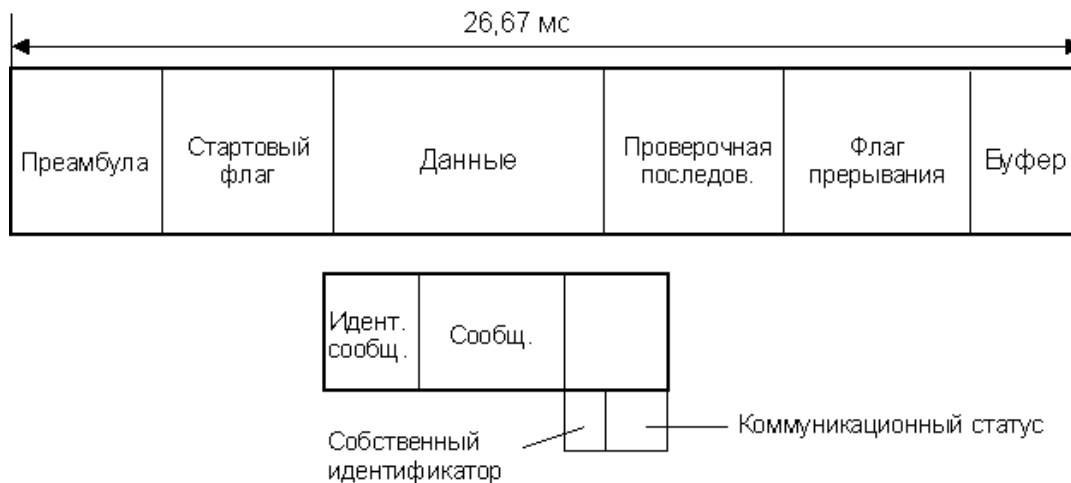 26,67 мс
Преамбула
Стартовый
флаг
Данные
Проверочная
последов.
Флаг
прерывания
Буфер
Идент.
сообщ.
Сообщ.
Собственный
идентификатор
Коммуникационный статус